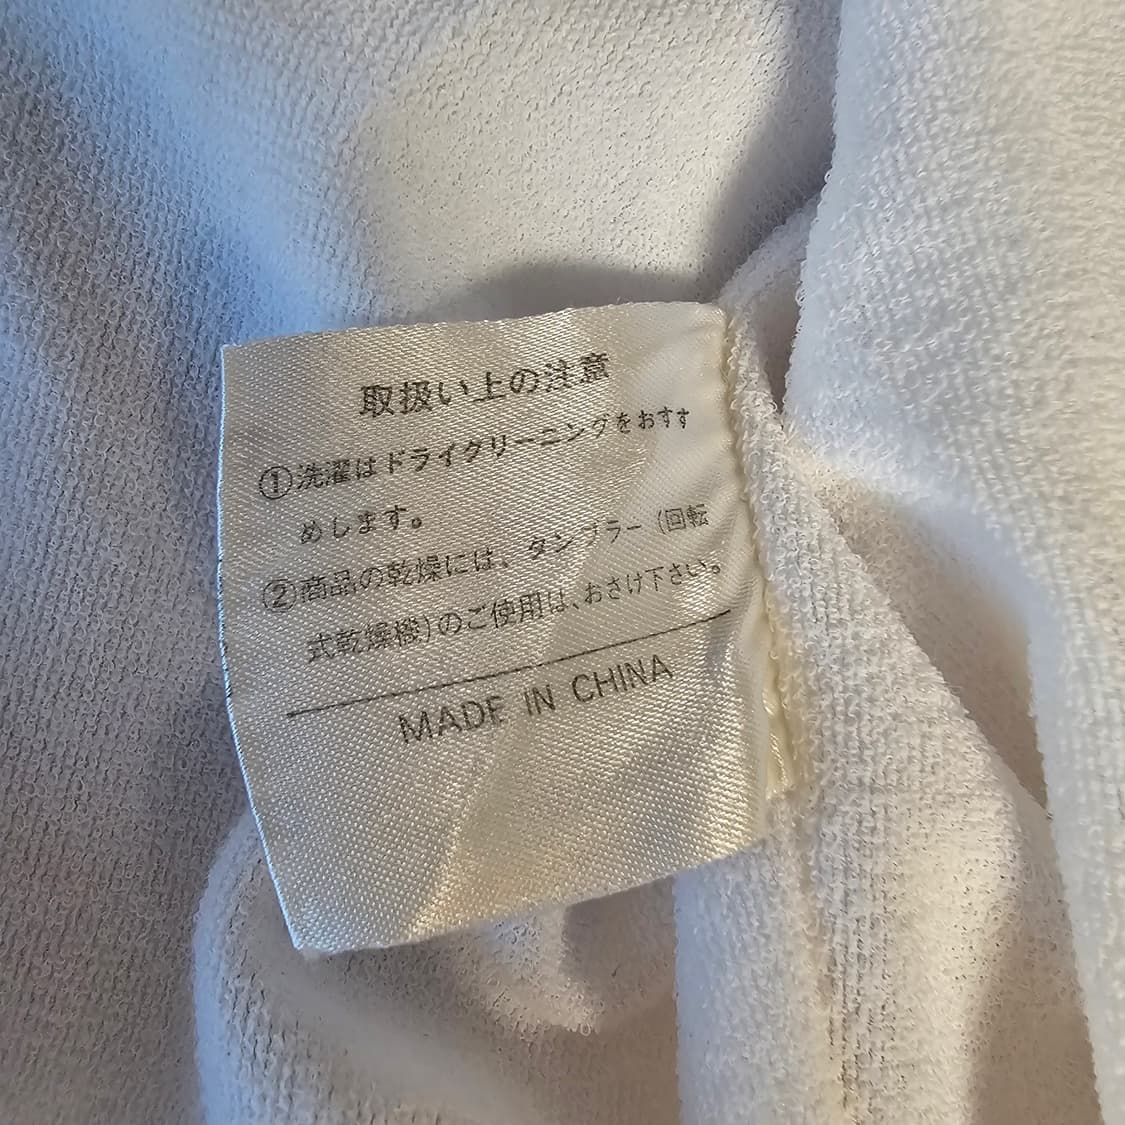 取扱い上の注意
①洗濯はドライクリーニングをおすす
めします。
②商品の乾燥には、タンブラー（回転
式乾燥機）のご使用は、おさけ下さい。
MADE IN CHINA